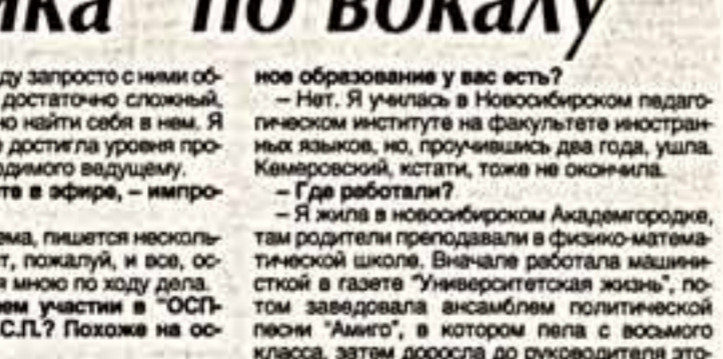 ика" по вокалу
ду запросто с ними об-
достаточно сложный,
но найти себя в нем. Я
достигла уровня про-
одимого ведущему.
те в эфире, – импро-
ема, пишется несколь-
т, пожалуй, и все, ос-
я мною по ходу дела.
ем участии в "ОСП-
С.П.? Похоже на ос-
ное образование у вас есть?
– Нет. Я училась в Новосибирском педаго-
гическом институте на факультете иностран-
ных языков, но, проучившись два года, ушла.
Кемеровский, кстати, тоже не окончила.
– Где работали?
– Я жила в новосибирском Академгородке,
там родители преподавали в физико-матема-
тической школе. Вначале работала машини-
сткой в газете "Университетская жизнь", по-
том заведовала ансамблем политической
песни "Амиго", в котором пела с восьмого
класса, затем доросла до руководителя это-